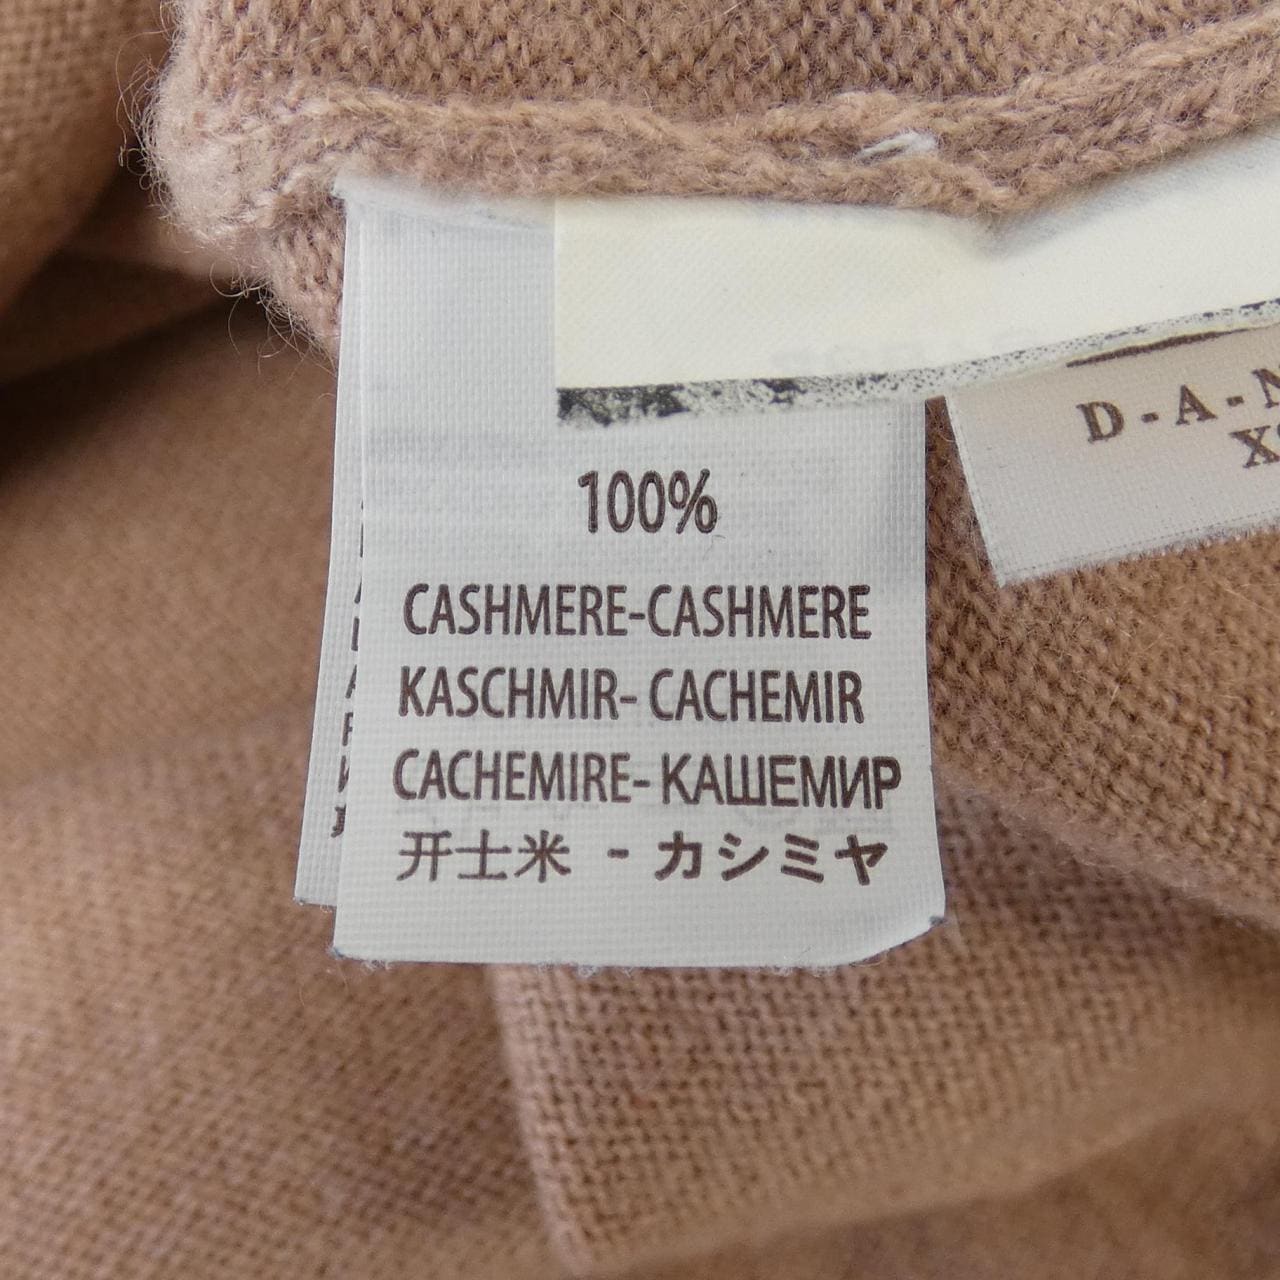 100%
CASHMERE-CASHMERE
KASCHMIR- CACHEMIR
CACHEMIRE- КАШЕМИР
开士米 - カシミヤ
D - A - N